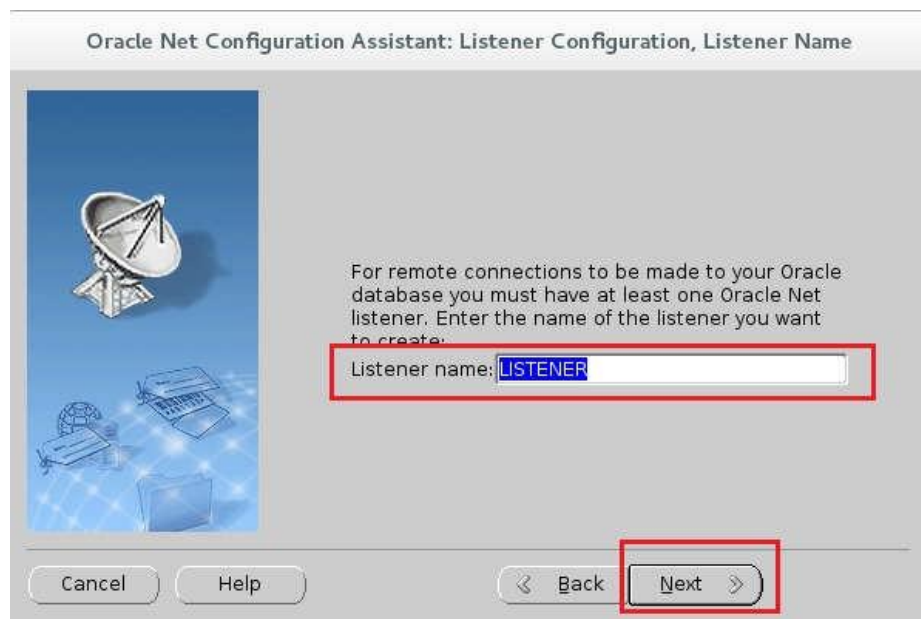 Oracle Net Configuration Assistant: Listener Configuration, Listener Name
For remote connections to be made to your Oracle
database you must have at least one Oracle Net
listener. Enter the name of the listener you want
to create:
Listener name: LISTENER
Cancel Help Back Next